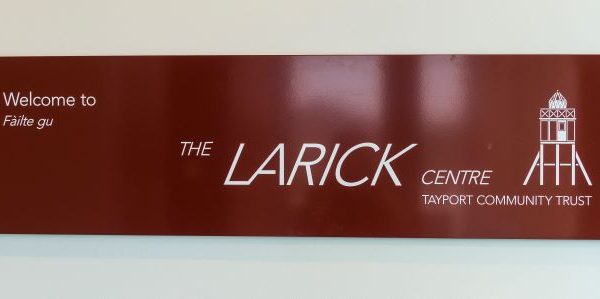 Welcome to
Fàilte gu
THE LARICK CENTRE
TAYPORT COMMUNITY TRUST